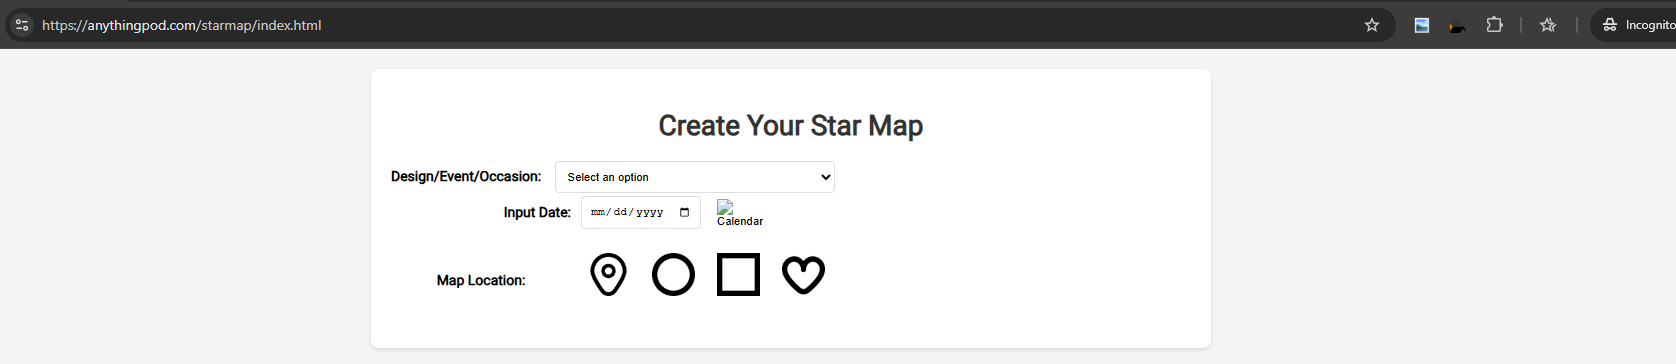 https://anythingpod.com/starmap/index.html
Incognito
Create Your Star Map
Design/Event/Occasion: Select an option
Input Date: mm/dd/yyyy Calendar
Map Location: